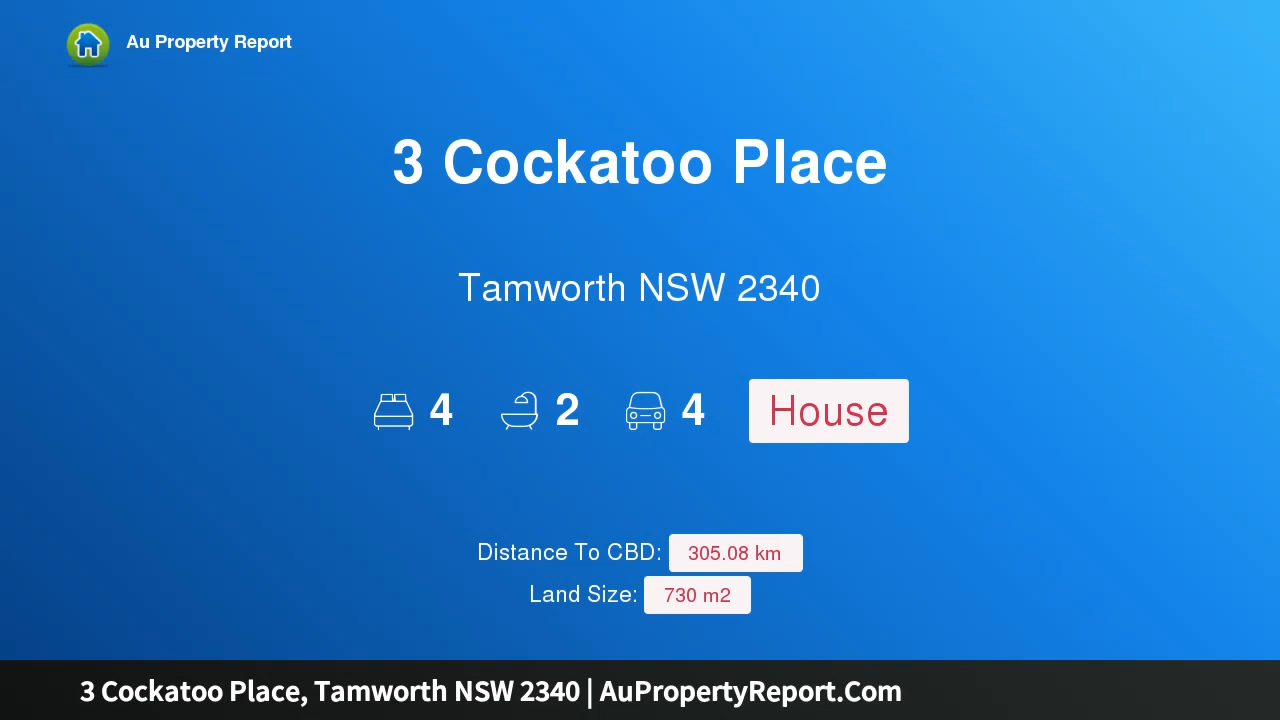 Au Property Report
3 Cockatoo Place
Tamworth NSW 2340
4 2 4 House
Distance To CBD: 305.08 km
Land Size: 730 m2
3 Cockatoo Place, Tamworth NSW 2340 | AuPropertyReport.Com